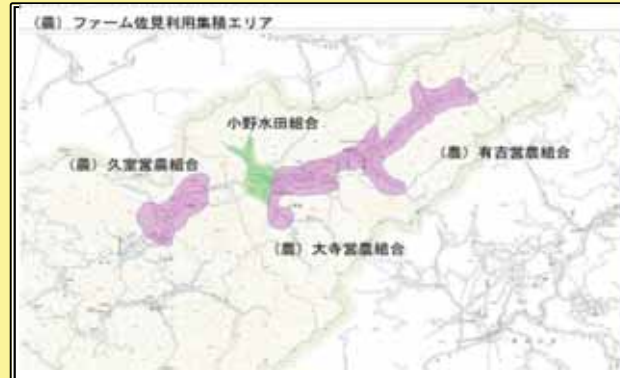 （農）ファーム佐見利用集積エリア
小野水田組合
（農）久室営農組合
（農）有吉営農組合
（農）大寺営農組合